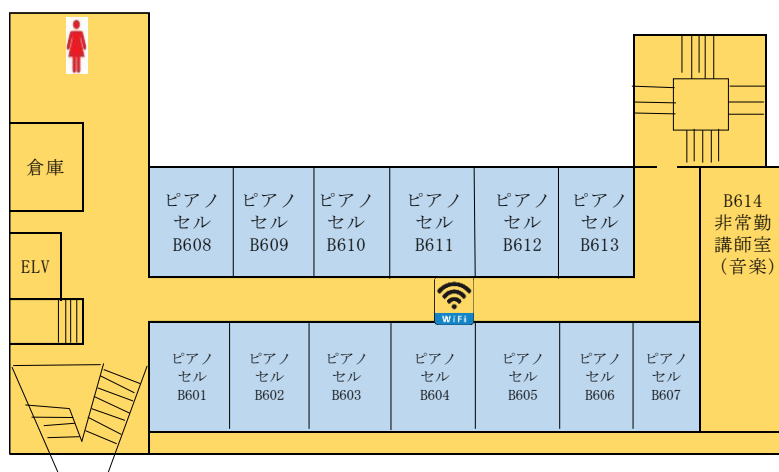 倉庫
ELV
ピアノ
セル
B608
ピアノ
セル
B609
ピアノ
セル
B610
ピアノ
セル
B611
ピアノ
セル
B612
ピアノ
セル
B613
B614
非常勤
講師室
(音楽)
WiFi
ピアノ
セル
B601
ピアノ
セル
B602
ピアノ
セル
B603
ピアノ
セル
B604
ピアノ
セル
B605
ピアノ
セル
B606
ピアノ
セル
B607